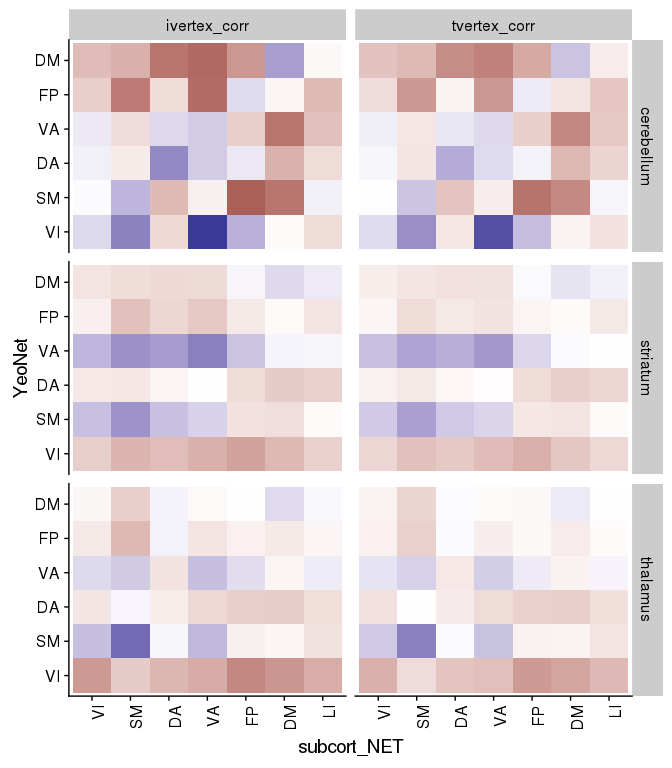 ivertex_corr tvertex_corr
DM
FP
VA
DA
SM
VI
cerebellum
DM
FP
VA
DA
SM
VI
striatum
DM
FP
VA
DA
SM
VI
thalamus
YeoNet
VI SM DA VA FP DM LI VI SM DA VA FP DM LI
subcort_NET